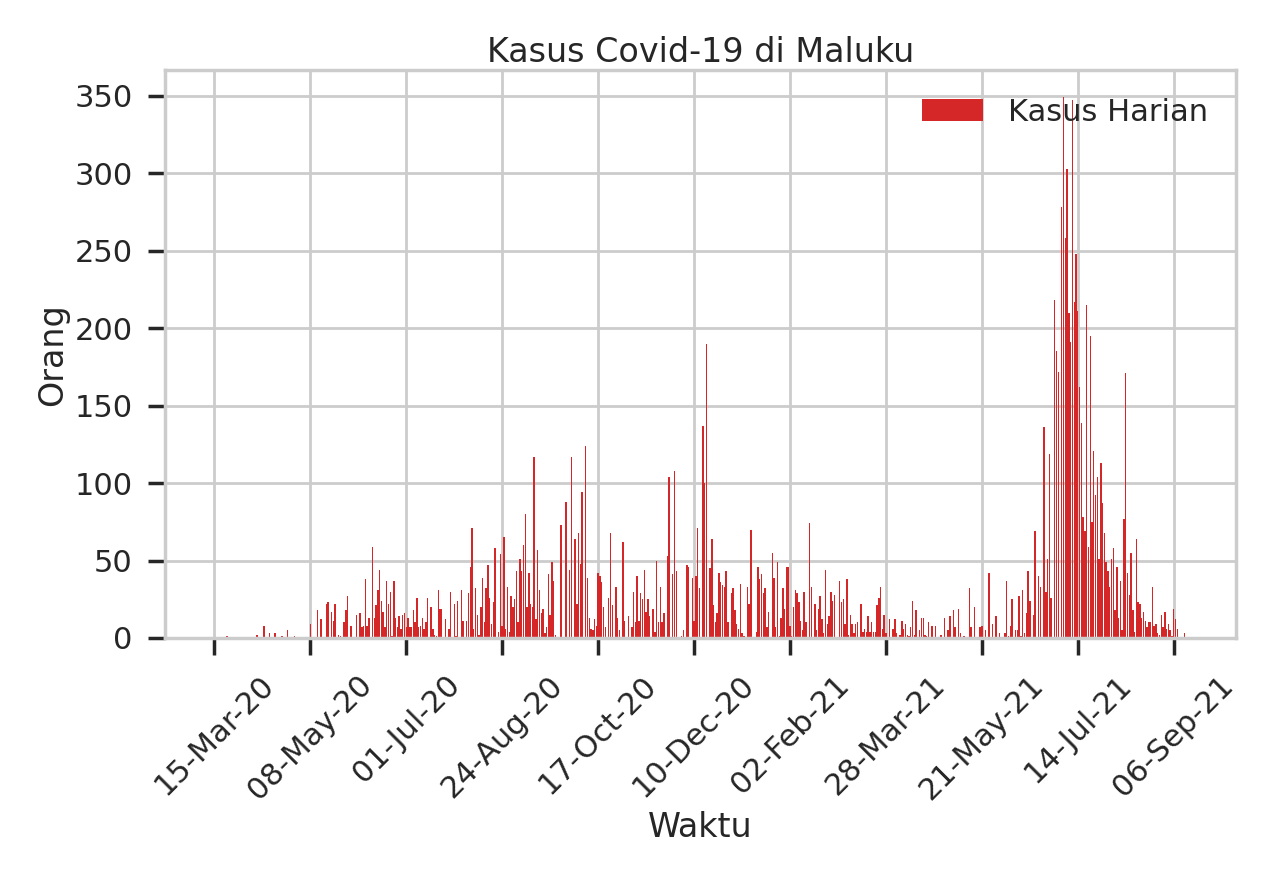 Kasus Covid-19 di Maluku
Kasus Harian
350
300
250
200
150
100
50
0
Orang
15-Mar-20
08-May-20
01-Jul-20
24-Aug-20
17-Oct-20
10-Dec-20
02-Feb-21
28-Mar-21
21-May-21
14-Jul-21
06-Sep-21
Waktu